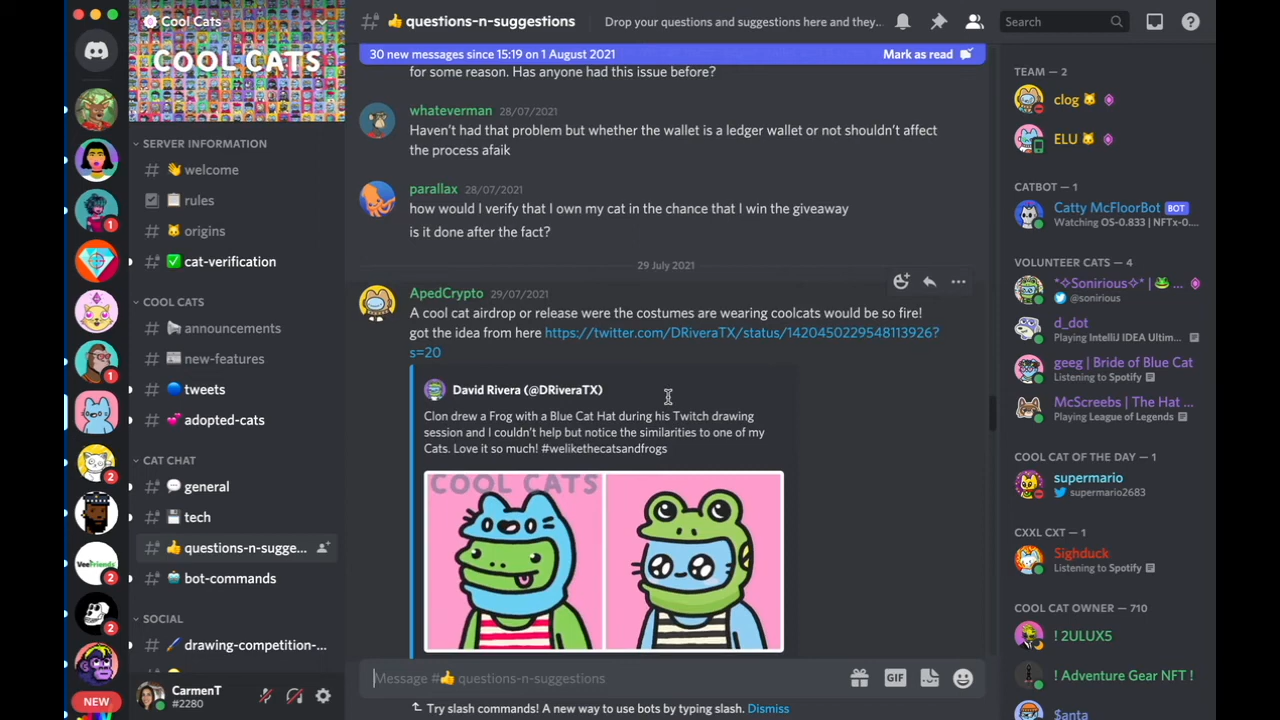 Cool Cats
COOL CATS
SERVER INFORMATION
# 👋 welcome
📋 rules
# 🐱 origins
# ✅ cat-verification
COOL CATS
announcements
# 📰 new-features
# 🔵 tweets
# 💕 adopted-cats
CAT CHAT
# 💬 general
# 💾 tech
# 👍 questions-n-sugge...
# 🤖 bot-commands
SOCIAL
# 🖌️ drawing-competition-...
CarmenT
#2280
1
1
2
VeeFriends
2
2
NEW
# 👍 questions-n-suggestions
Drop your questions and suggestions here and they...
Search
30 new messages since 15:19 on 1 August 2021
Mark as read
for some reason. Has anyone had this issue before?
whateverman 28/07/2021
Haven't had that problem but whether the wallet is a ledger wallet or not shouldn't affect
the process afaik
parallax 28/07/2021
how would I verify that I own my cat in the chance that I win the giveaway
is it done after the fact?
29 July 2021
ApedCrypto 29/07/2021
A cool cat airdrop or release were the costumes are wearing coolcats would be so fire!
got the idea from here https://twitter.com/DRiveraTX/status/1420450229548113926?
s=20
David Rivera (@DRiveraTX)
Clon drew a Frog with a Blue Cat Hat during his Twitch drawing
session and I couldn't help but notice the similarities to one of my
Cats. Love it so much! #welikethecatsandfrogs
COOL CATS
Message #👍 questions-n-suggestions
GIF
Try slash commands! A new way to use bots by typing slash. Dismiss
TEAM — 2
clog 🐱
ELU 🐱
CATBOT — 1
Catty McFloorBot BOT
Watching OS-0.833 | NFTx-0....
VOLUNTEER CATS — 4
*✧Sonirious✧* | 🐸 ...
@sonirious
d_dot
Playing IntelliJ IDEA Ultim...
geeg | Bride of Blue Cat
Listening to Spotify
McScreebs | The Hat ...
Playing League of Legends
COOL CAT OF THE DAY — 1
supermario
supermario2683
CXXL CXT — 1
Sighduck
Listening to Spotify
COOL CAT OWNER — 710
! 2ULUX5
! Adventure Gear NFT !
$anta